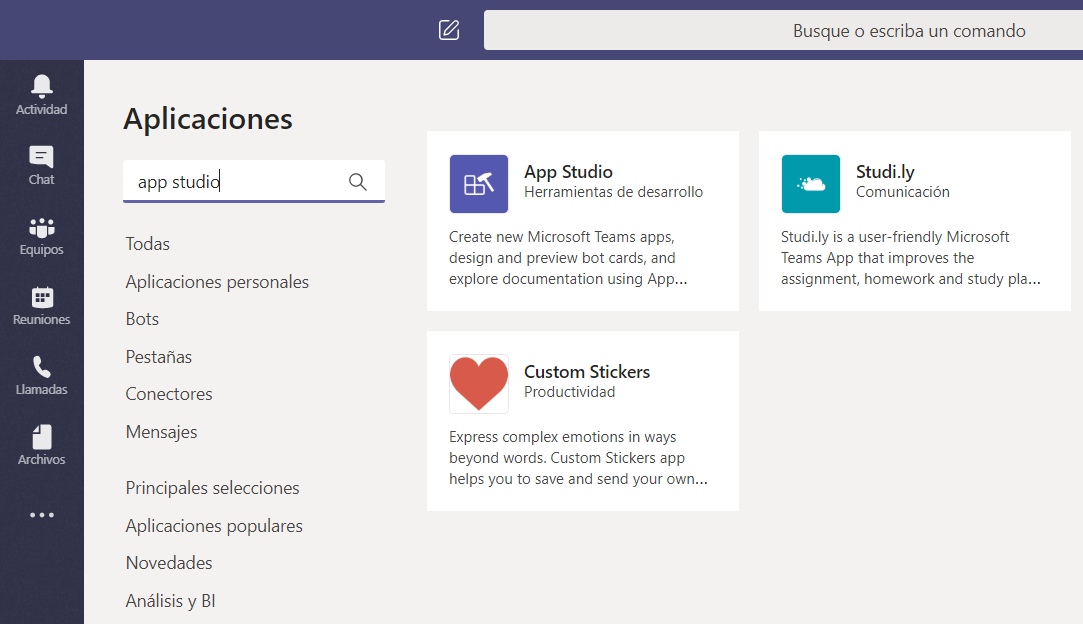 Busque o escriba un comando
Actividad
Chat
Equipos
Reuniones
Llamadas
Archivos
Aplicaciones
app studio
Todas
Aplicaciones personales
Bots
Pestañas
Conectores
Mensajes
Principales selecciones
Aplicaciones populares
Novedades
Análisis y BI
App Studio
Herramientas de desarrollo
Create new Microsoft Teams apps,
design and preview bot cards, and
explore documentation using App...
Studi.ly
Comunicación
Studi.ly is a user-friendly Microsoft
Teams App that improves the
assignment, homework and study pla...
Custom Stickers
Productividad
Express complex emotions in ways
beyond words. Custom Stickers app
helps you to save and send your own...